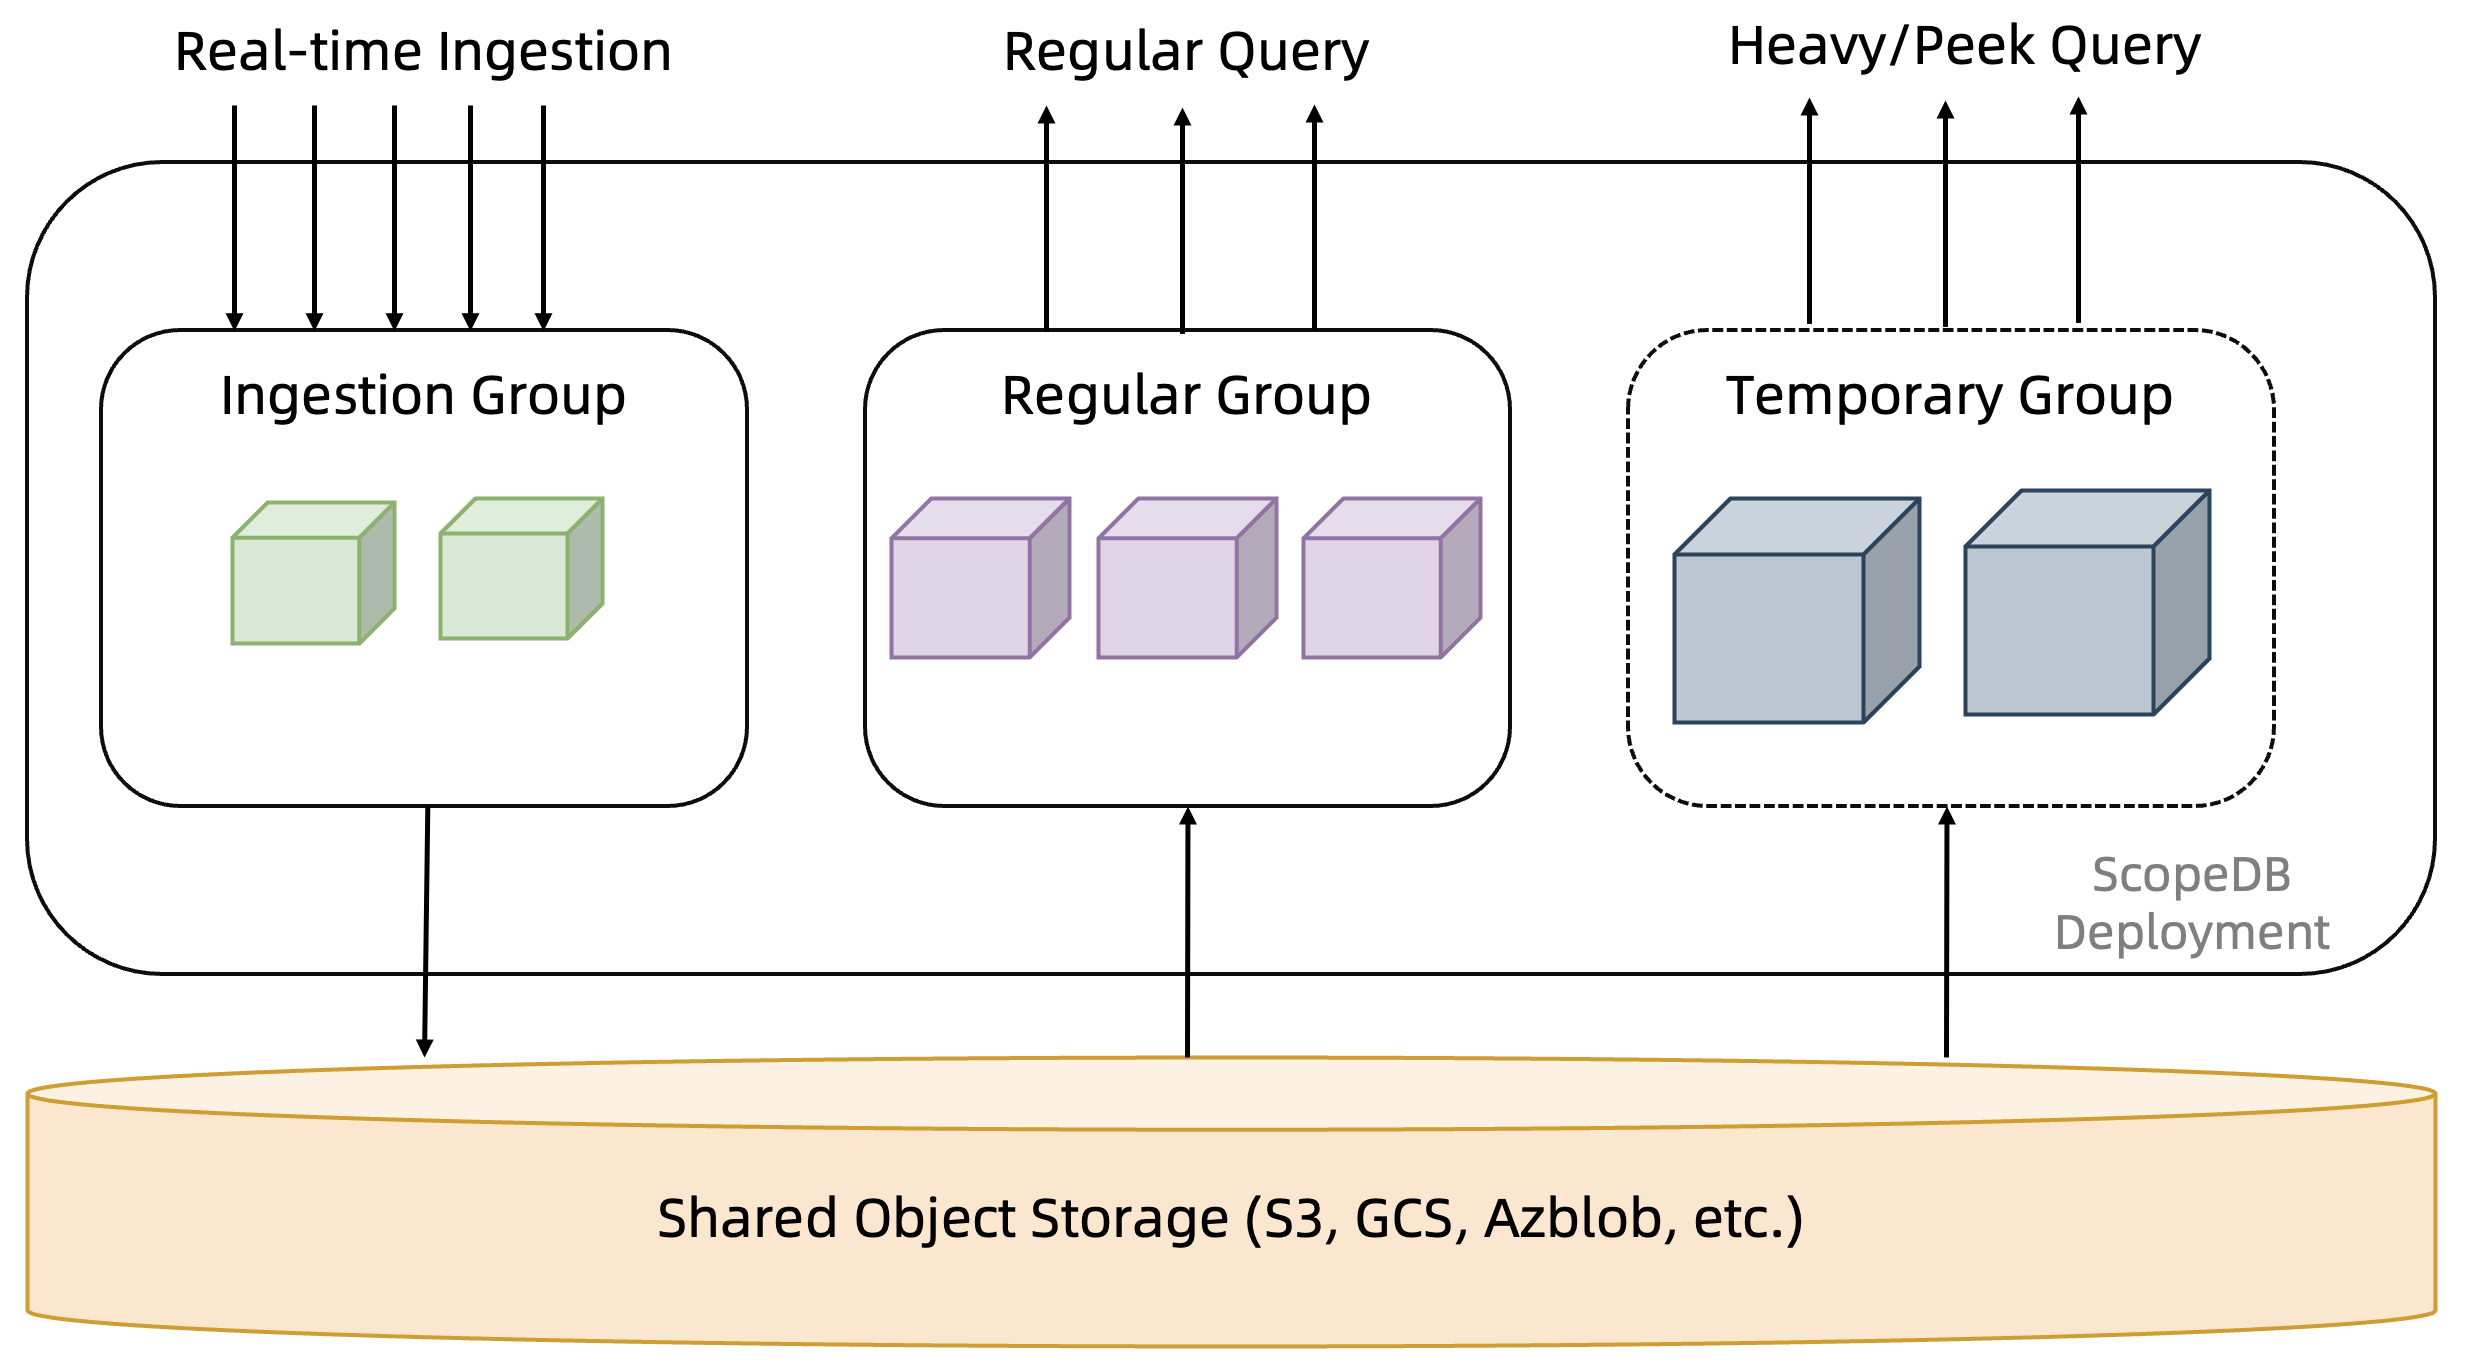 Real-time Ingestion
Regular Query
Heavy/Peek Query
Ingestion Group
Regular Group
Temporary Group
ScopeDB
Deployment
Shared Object Storage (S3, GCS, Azblob, etc.)